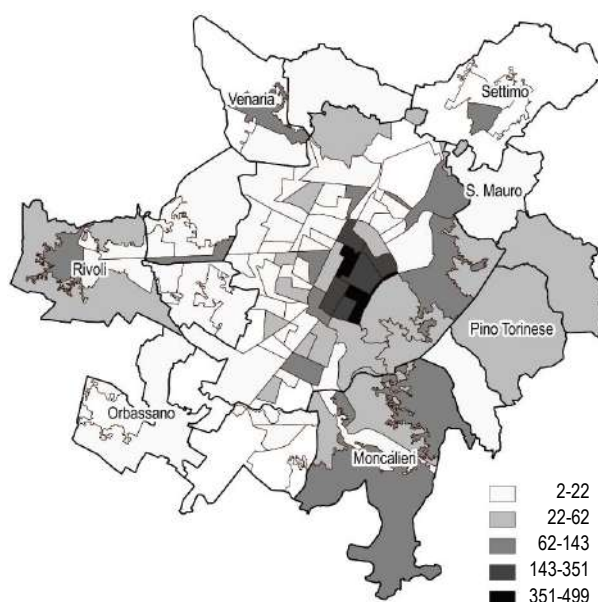 Venaria
Settimo
S. Mauro
Rivoli
Pino Torinese
Orbassano
Moncalieri
2-22
22-62
62-143
143-351
351-499